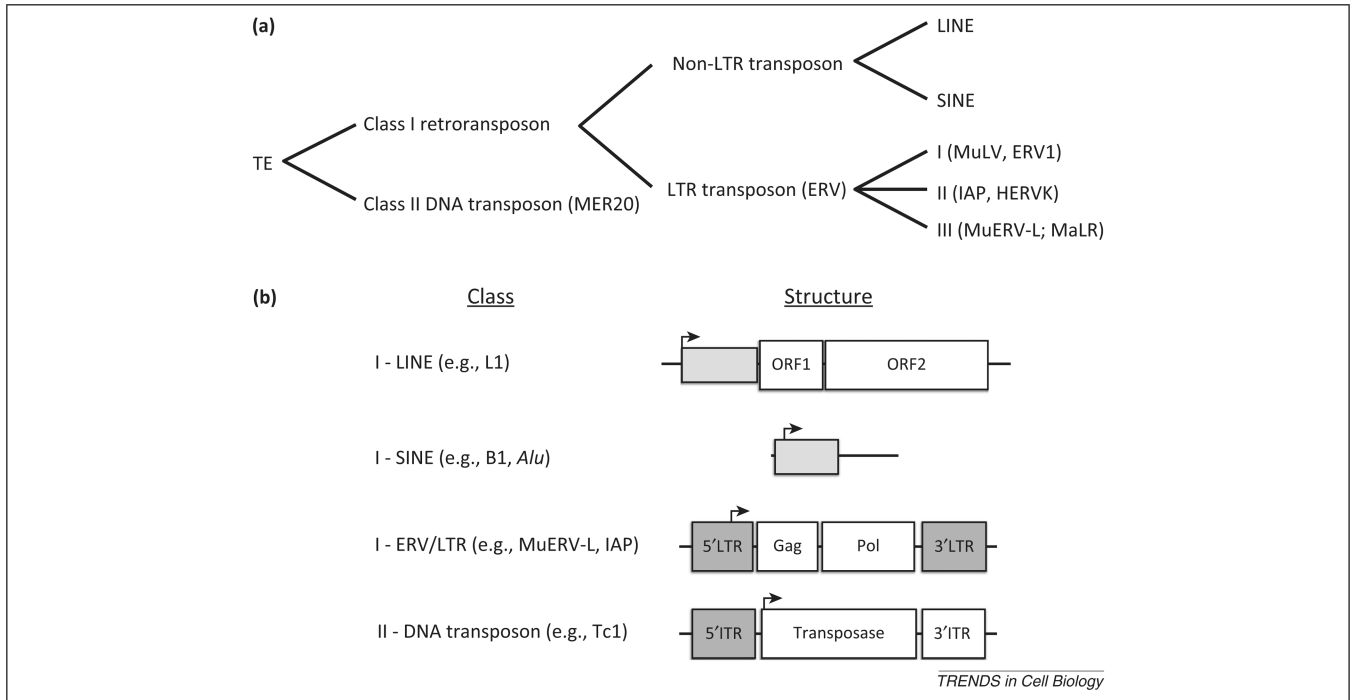 (a)
LINE
Non-LTR transposon
SINE
Class I retroransposon
I (MuLV, ERV1)
TE
LTR transposon (ERV)
II (IAP, HERVK)
Class II DNA transposon (MER20)
III (MuERV-L; MaLR)
(b)
Class
Structure
I - LINE (e.g., L1)
ORF1
ORF2
I - SINE (e.g., B1, Alu)
I - ERV/LTR (e.g., MuERV-L, IAP)
5′LTR
Gag
Pol
3′LTR
II - DNA transposon (e.g., Tc1)
5′ITR
Transposase
3′ITR
TRENDS in Cell Biology